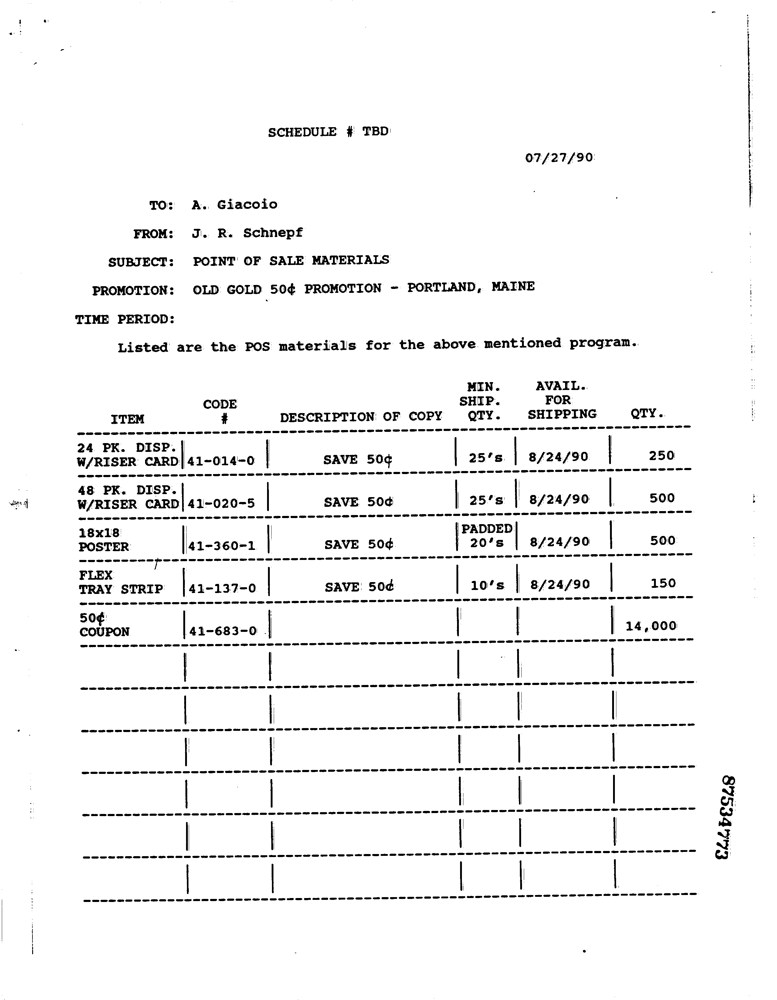 SCHEDULE # TBD
07/27/90
TO: A. Giacoio
FROM: J. R. Schnepf
SUBJECT: POINT OF SALE MATERIALS
PROMOTION: OLD GOLD 50¢ PROMOTION - PORTLAND, MAINE
TIME PERIOD:
Listed are the POS materials for the above mentioned program.
MIN. AVAIL.
CODE SHIP. FOR
ITEM # DESCRIPTION OF COPY QTY. SHIPPING QTY.
24 PK. DISP.
W/RISER CARD 41-014-0 SAVE 50¢ 25's 8/24/90 250
48 PK. DISP.
W/RISER CARD 41-020-5 SAVE 50¢ 25's 8/24/90 500
18x18 PADDED
POSTER 41-360-1 SAVE 50¢ 20's 8/24/90 500
FLEX
TRAY STRIP 41-137-0 SAVE 50¢ 10's 8/24/90 150
50¢
COUPON 41-683-0 14,000
87534773